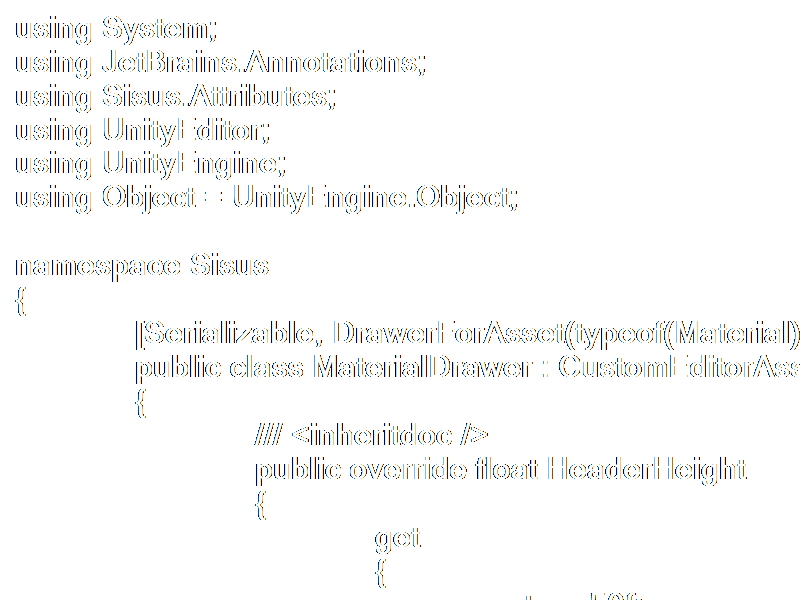 using System;
using JetBrains.Annotations;
using Sisus.Attributes;
using UnityEditor;
using UnityEngine;
using Object = UnityEngine.Object;
namespace Sisus
{
[Serializable, DrawerForAsset(typeof(Material)
public class MaterialDrawer : CustomEditorAss
{
//// <inheritdoc />
public override float HeaderHeight
{
get
{